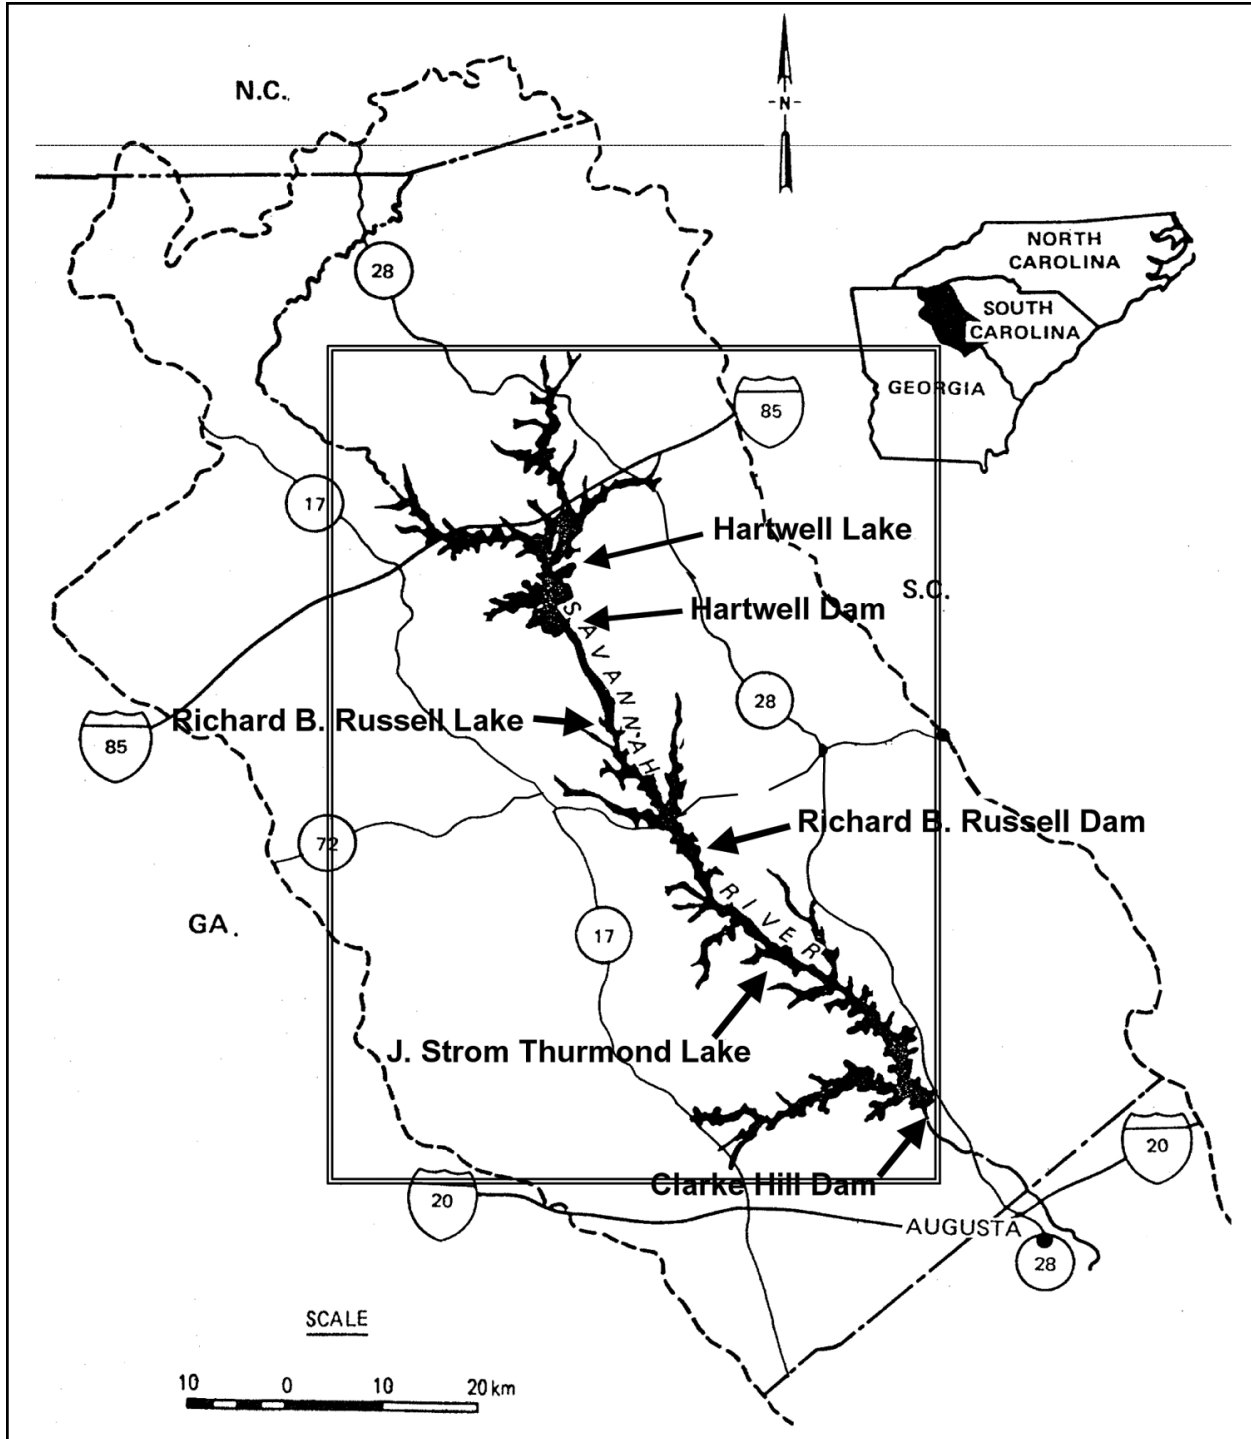 N.C.
-N-
28
NORTH
CAROLINA
SOUTH
CAROLINA
GEORGIA
85
17
Hartwell Lake
S.C.
Hartwell Dam
SAVANNAH
28
Richard B. Russell Lake
85
Richard B. Russell Dam
72
RIVER
GA.
17
J. Strom Thurmond Lake
20
Clarke Hill Dam
20
AUGUSTA
28
SCALE
10 0 10 20 km